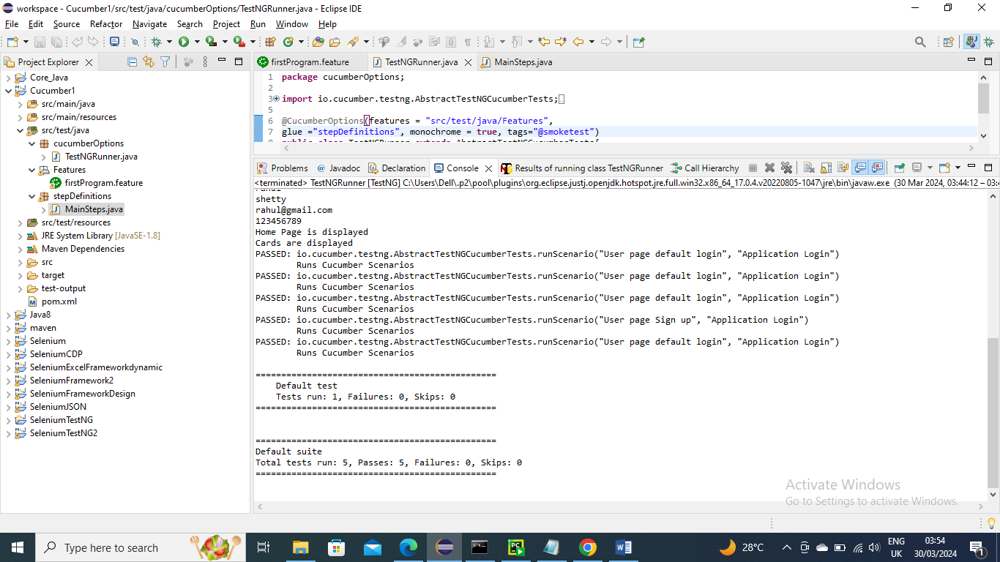 workspace - Cucumber1/src/test/java/cucumberOptions/TestNGRunner.java - Eclipse IDE
File Edit Source Refactor Navigate Search Project Run Window Help
Project Explorer
Core_Java
Cucumber1
src/main/java
src/main/resources
src/test/java
cucumberOptions
TestNGRunner.java
Features
firstProgram.feature
stepDefinitions
MainSteps.java
src/test/resources
JRE System Library [JavaSE-1.8]
Maven Dependencies
src
target
test-output
pom.xml
Java8
maven
Selenium
SeleniumCDP
SeleniumExcelFrameworkdynamic
SeleniumFramework2
SeleniumFrameworkDesign
SeleniumJSON
SeleniumTestNG
SeleniumTestNG2
firstProgram.feature TestNGRunner.java MainSteps.java
1 package cucumberOptions;
2
3 import io.cucumber.testng.AbstractTestNGCucumberTests;
5
6 @CucumberOptions(features = "src/test/java/Features",
7 glue ="stepDefinitions", monochrome = true, tags="@smoketest")
8 public class TestNGRunner extends AbstractTestNGCucumberTests{
Problems @ Javadoc Declaration Console Results of running class TestNGRunner Call Hierarchy
<terminated> TestNGRunner [TestNG] C:\Users\Dell\.p2\pool\plugins\org.eclipse.justj.openjdk.hotspot.jre.full.win32.x86_64_17.0.4.v20220805-1047\jre\bin\javaw.exe (30 Mar 2024, 03:44:12 – 03:4
rahul
shetty
rahul@gmail.com
123456789
Home Page is displayed
Cards are displayed
PASSED: io.cucumber.testng.AbstractTestNGCucumberTests.runScenario("User page default login", "Application Login")
Runs Cucumber Scenarios
PASSED: io.cucumber.testng.AbstractTestNGCucumberTests.runScenario("User page default login", "Application Login")
Runs Cucumber Scenarios
PASSED: io.cucumber.testng.AbstractTestNGCucumberTests.runScenario("User page default login", "Application Login")
Runs Cucumber Scenarios
PASSED: io.cucumber.testng.AbstractTestNGCucumberTests.runScenario("User page Sign up", "Application Login")
Runs Cucumber Scenarios
PASSED: io.cucumber.testng.AbstractTestNGCucumberTests.runScenario("User page default login", "Application Login")
Runs Cucumber Scenarios
===============================================
Default test
Tests run: 1, Failures: 0, Skips: 0
===============================================
===============================================
Default suite
Total tests run: 5, Passes: 5, Failures: 0, Skips: 0
===============================================
Activate Windows
Go to Settings to activate Windows.
Type here to search
28°C
ENG
UK
03:54
30/03/2024
1